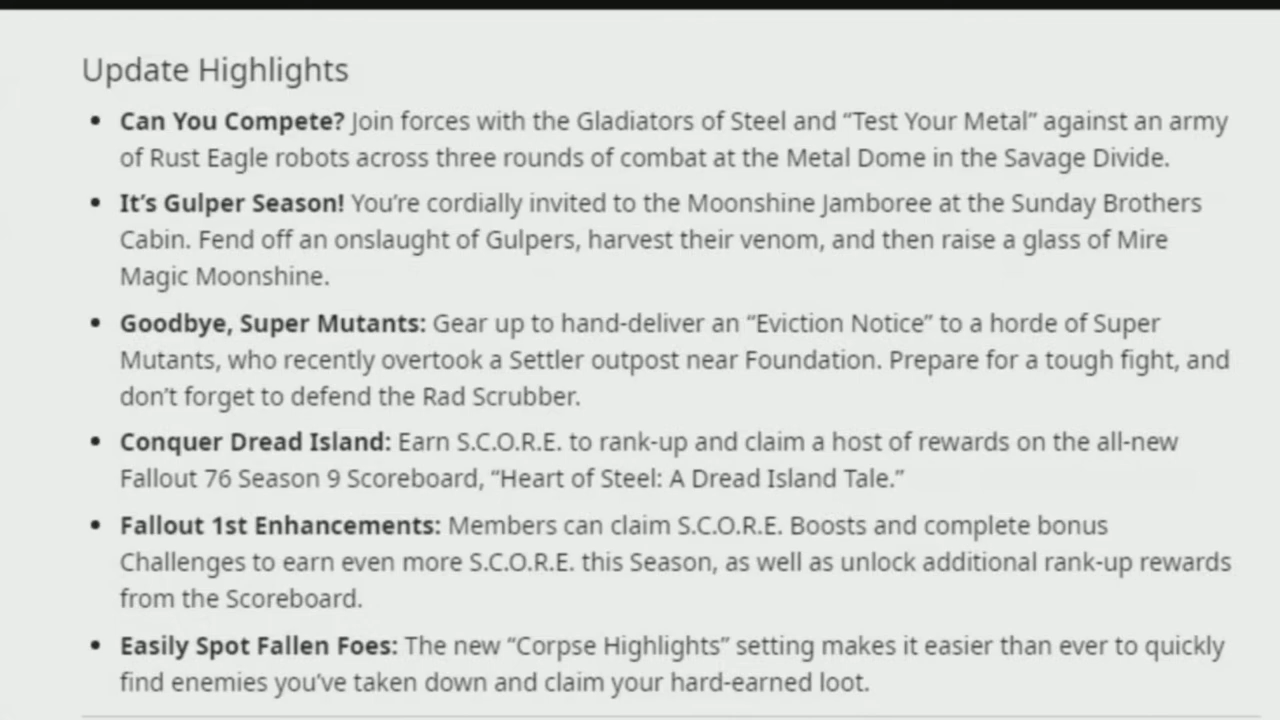 Update Highlights
• Can You Compete? Join forces with the Gladiators of Steel and “Test Your Metal” against an army
of Rust Eagle robots across three rounds of combat at the Metal Dome in the Savage Divide.
• It’s Gulper Season! You’re cordially invited to the Moonshine Jamboree at the Sunday Brothers
Cabin. Fend off an onslaught of Gulpers, harvest their venom, and then raise a glass of Mire
Magic Moonshine.
• Goodbye, Super Mutants: Gear up to hand-deliver an “Eviction Notice” to a horde of Super
Mutants, who recently overtook a Settler outpost near Foundation. Prepare for a tough fight, and
don’t forget to defend the Rad Scrubber.
• Conquer Dread Island: Earn S.C.O.R.E. to rank-up and claim a host of rewards on the all-new
Fallout 76 Season 9 Scoreboard, “Heart of Steel: A Dread Island Tale.”
• Fallout 1st Enhancements: Members can claim S.C.O.R.E. Boosts and complete bonus
Challenges to earn even more S.C.O.R.E. this Season, as well as unlock additional rank-up rewards
from the Scoreboard.
• Easily Spot Fallen Foes: The new “Corpse Highlights” setting makes it easier than ever to quickly
find enemies you’ve taken down and claim your hard-earned loot.